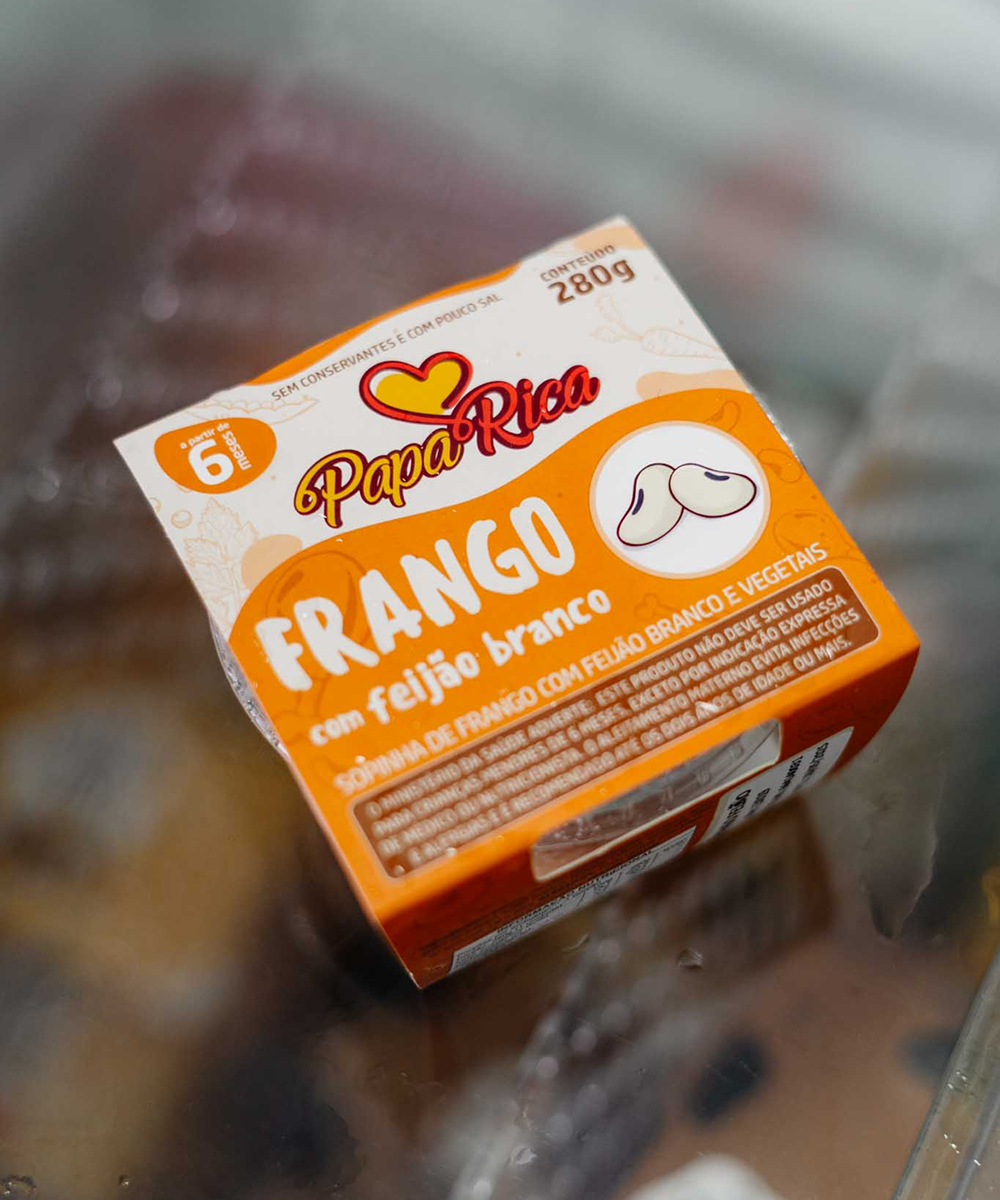 SEM CONSERVANTES E COM POUCO SAL
CONTEÚDO
280g
a partir de
6 meses
Papa Rica
FRANGO
com feijão branco
SOPINHA DE FRANGO COM FEIJÃO BRANCO E VEGETAIS
O MINISTÉRIO DA SAÚDE ADVERTE: ESTE PRODUTO NÃO DEVE SER USADO
PARA CRIANÇAS MENORES DE 6 MESES, EXCETO POR INDICAÇÃO EXPRESSA
DE MÉDICO OU NUTRICIONISTA. O ALEITAMENTO MATERNO EVITA INFECÇÕES
E ALERGIAS E É RECOMENDADO ATÉ OS DOIS ANOS DE IDADE OU MAIS.
INFORMAÇÃO NUTRICIONAL